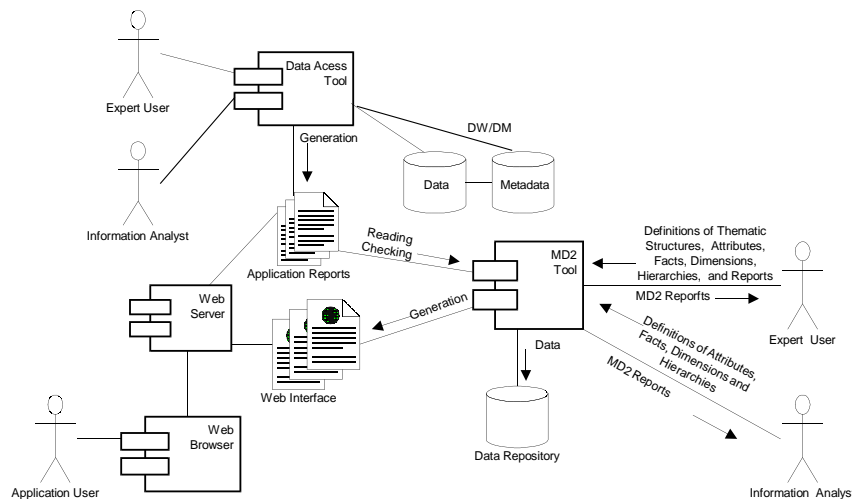 Data Acess
Tool
Expert User
DW/DM
Generation
Data
Metadata
Information Analyst
Application Reports
Reading
Checking
MD2
Tool
Definitions of Thematic
Structures, Attributes,
Facts, Dimensions,
Hierarchies, and Reports
MD2 Reporfts
Expert User
Web
Server
Generation
Web Interface
Data
Data Repository
Definitions of Attributes,
Facts, Dimensions and
Hierarchies
MD2 Reports
Web
Browser
Application User
Information Analys